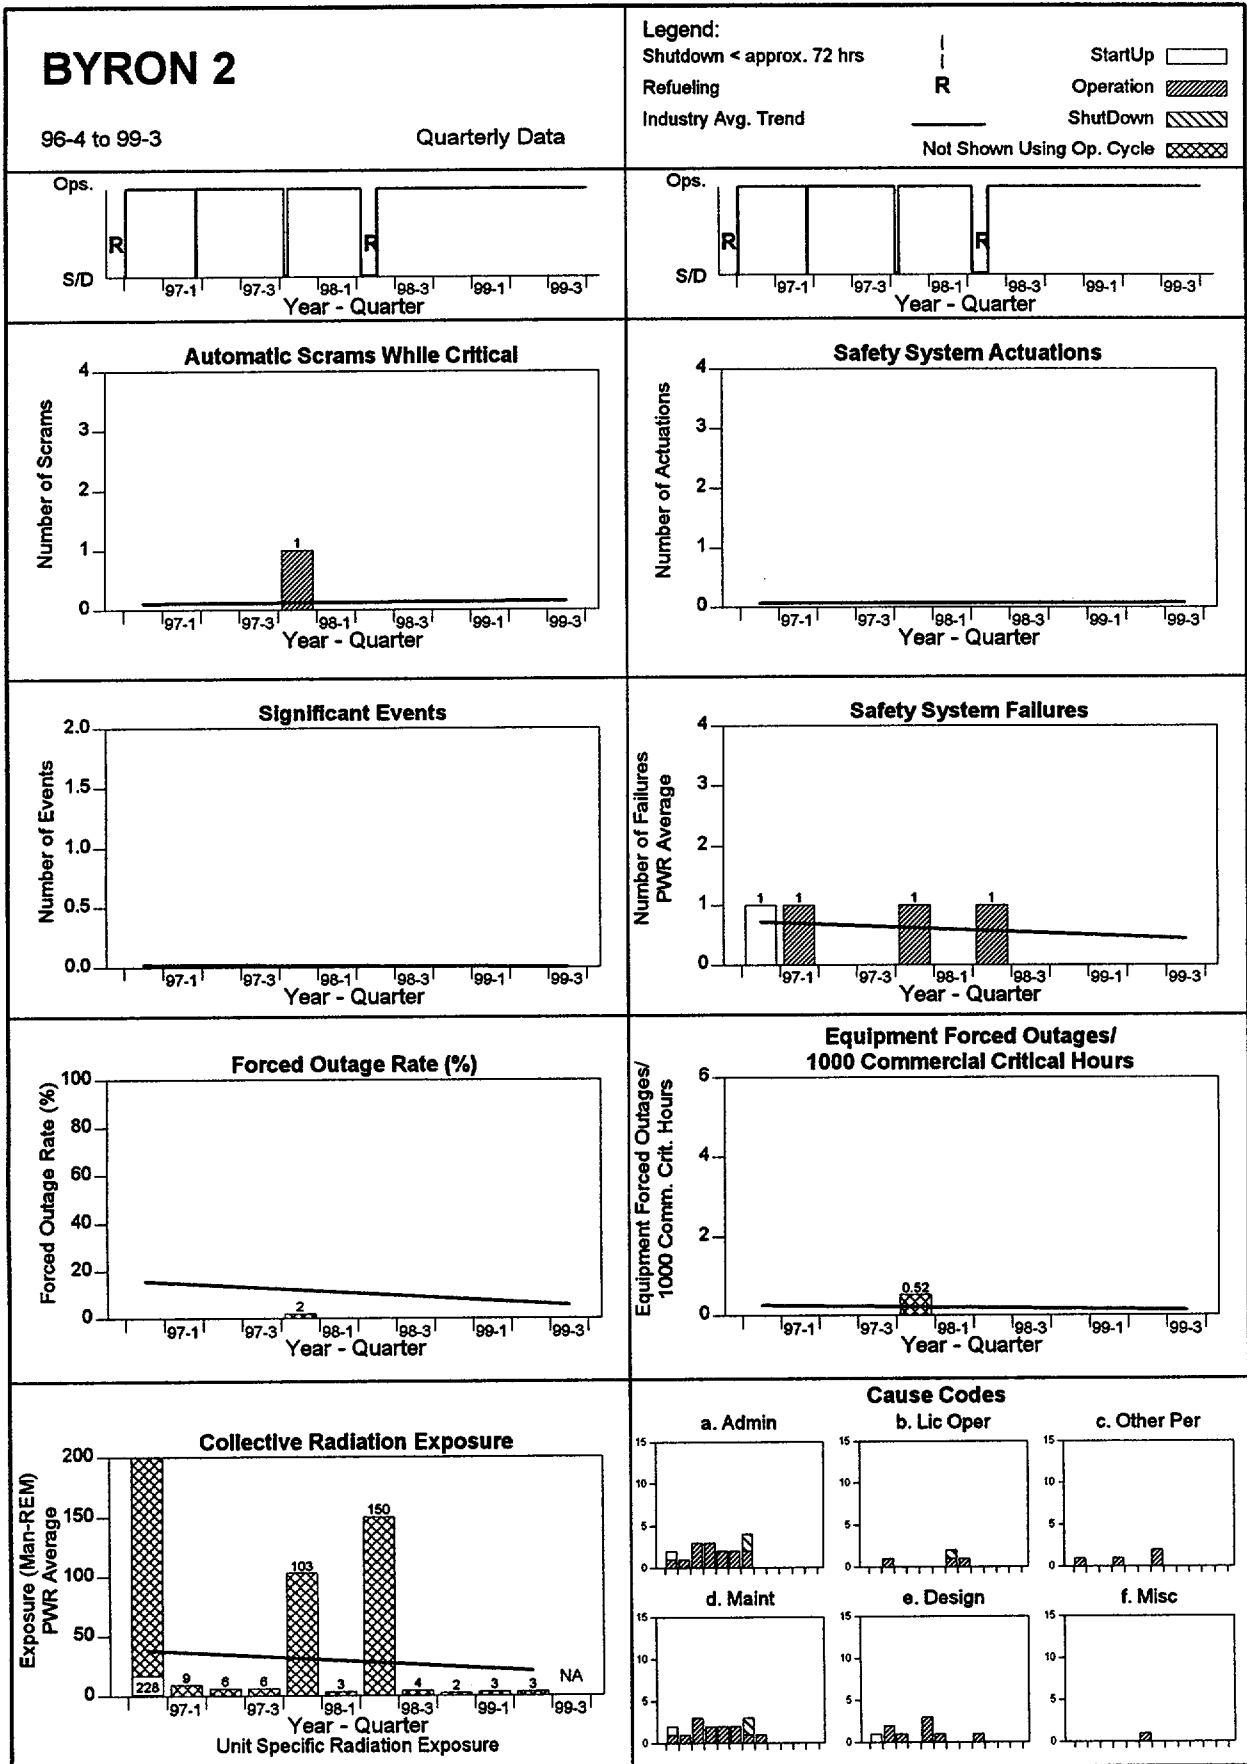 BYRON 2
96-4 to 99-3 Quarterly Data
Legend:
Shutdown < approx. 72 hrs
Refueling R
Industry Avg. Trend
StartUp
Operation
ShutDown
Not Shown Using Op. Cycle
Ops.
R R
S/D
97-1 97-3 98-1 98-3 99-1 99-3
Year - Quarter
Ops.
R R
S/D
97-1 97-3 98-1 98-3 99-1 99-3
Year - Quarter
Automatic Scrams While Critical
Number of Scrams
4
3
2
1
0
1
97-1 97-3 98-1 98-3 99-1 99-3
Year - Quarter
Safety System Actuations
Number of Actuations
4
3
2
1
0
97-1 97-3 98-1 98-3 99-1 99-3
Year - Quarter
Significant Events
Number of Events
2.0
1.5
1.0
0.5
0.0
97-1 97-3 98-1 98-3 99-1 99-3
Year - Quarter
Safety System Failures
Number of Failures
PWR Average
4
3
2
1
0
1 1 1 1
97-1 97-3 98-1 98-3 99-1 99-3
Year - Quarter
Forced Outage Rate (%)
Forced Outage Rate (%)
100
80
60
40
20
0
2
97-1 97-3 98-1 98-3 99-1 99-3
Year - Quarter
Equipment Forced Outages/
1000 Commercial Critical Hours
Equipment Forced Outages/
1000 Comm. Crit. Hours
6
4
2
0
0.52
97-1 97-3 98-1 98-3 99-1 99-3
Year - Quarter
Collective Radiation Exposure
Exposure (Man-REM)
PWR Average
200
150
100
50
0
228 9 6 6 103 3 150 4 2 3 3 NA
97-1 97-3 98-1 98-3 99-1 99-3
Year - Quarter
Unit Specific Radiation Exposure
Cause Codes
a. Admin
15
10
5
0
b. Lic Oper
15
10
5
0
c. Other Per
15
10
5
0
d. Maint
15
10
5
0
e. Design
15
10
5
0
f. Misc
15
10
5
0